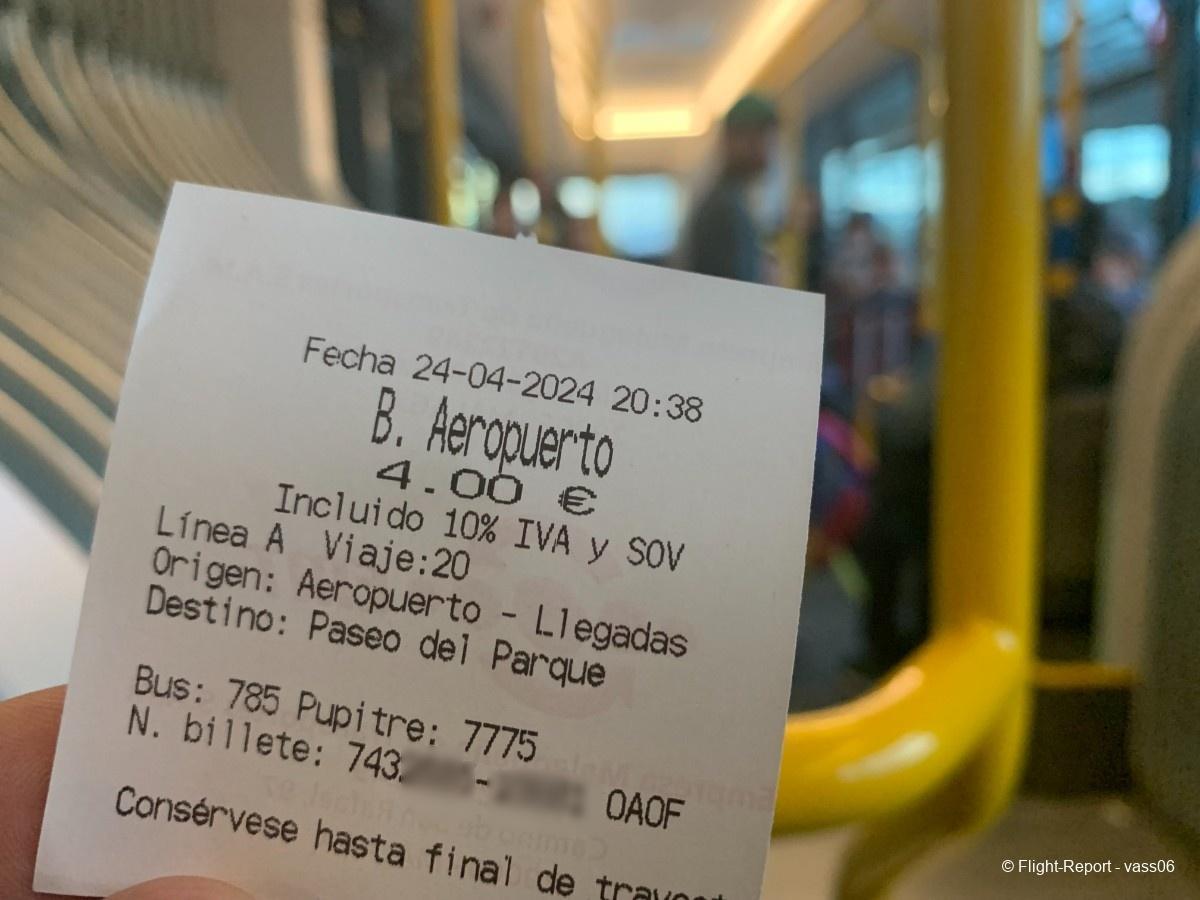 Fecha 24-04-2024 20:38
B. Aeropuerto
4.00 €
Incluido 10% IVA y SOV
Línea A Viaje:20
Origen: Aeropuerto - Llegadas
Destino: Paseo del Parque
Bus: 785 Pupitre: 7775
N. billete: 743 - 0A0F
Consérvese hasta final de
© Flight-Report - vass06